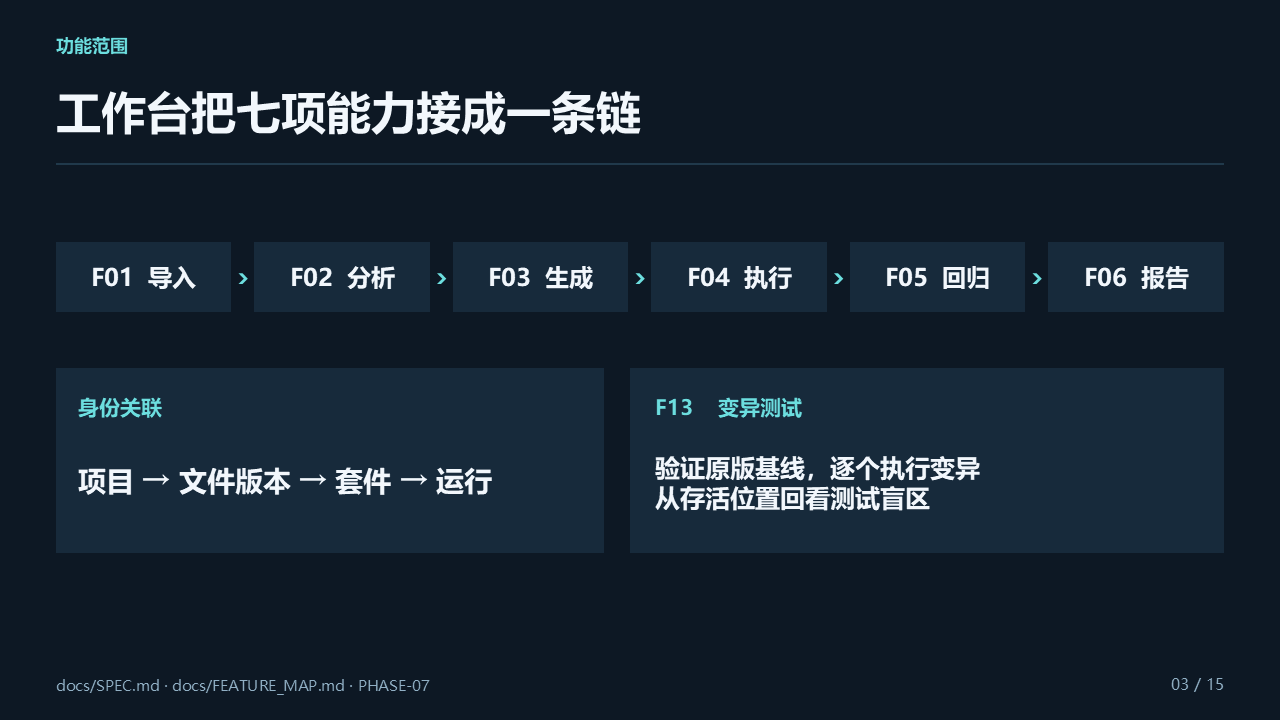 功能范围
工作台把七项能力接成一条链
F01 导入 › F02 分析 › F03 生成 › F04 执行 › F05 回归 › F06 报告
身份关联
项目 → 文件版本 → 套件 → 运行
F13 变异测试
验证原版基线，逐个执行变异
从存活位置回看测试盲区
docs/SPEC.md · docs/FEATURE_MAP.md · PHASE-07
03 / 15